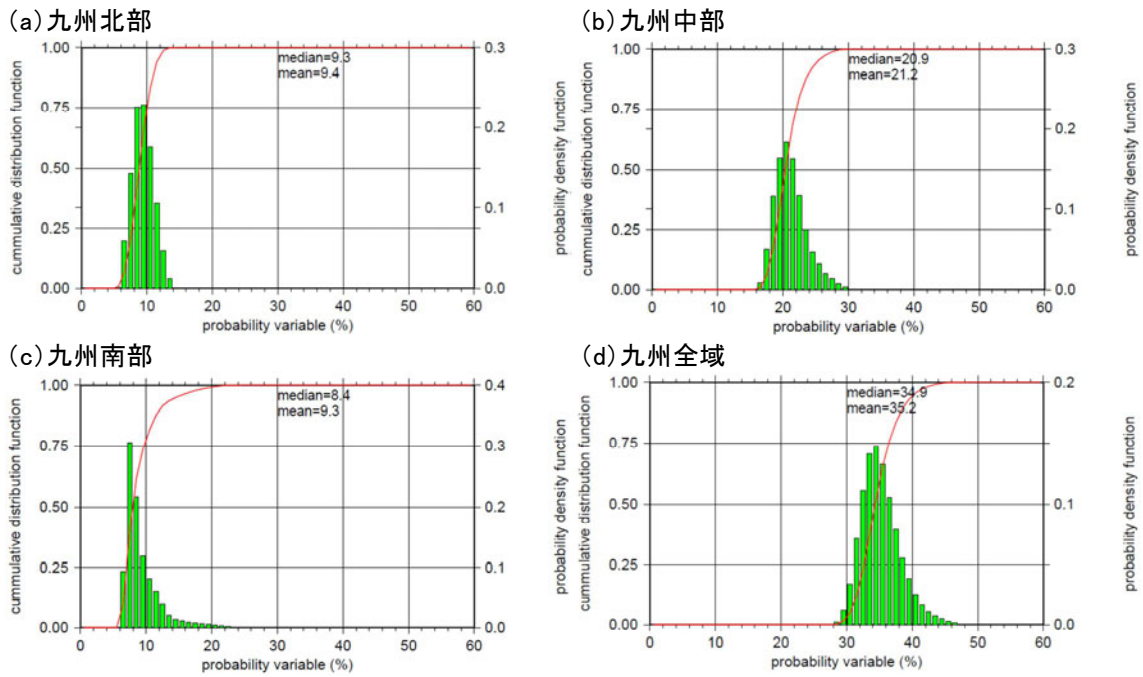 (a)九州北部
1.00
0.75
0.50
0.25
0.00
cummulative distribution function
median=9.3
mean=9.4
0.3
0.2
0.1
0.0
probability density function
0 10 20 30 40 50 60
probability variable (%)
(b)九州中部
1.00
0.75
0.50
0.25
0.00
cummulative distribution function
median=20.9
mean=21.2
0.3
0.2
0.1
0.0
probability density function
0 10 20 30 40 50 60
probability variable (%)
(c)九州南部
1.00
0.75
0.50
0.25
0.00
cummulative distribution function
median=8.4
mean=9.3
0.4
0.3
0.2
0.1
0.0
probability density function
0 10 20 30 40 50 60
probability variable (%)
(d)九州全域
1.00
0.75
0.50
0.25
0.00
cummulative distribution function
median=34.9
mean=35.2
0.2
0.1
0.0
probability density function
0 10 20 30 40 50 60
probability variable (%)